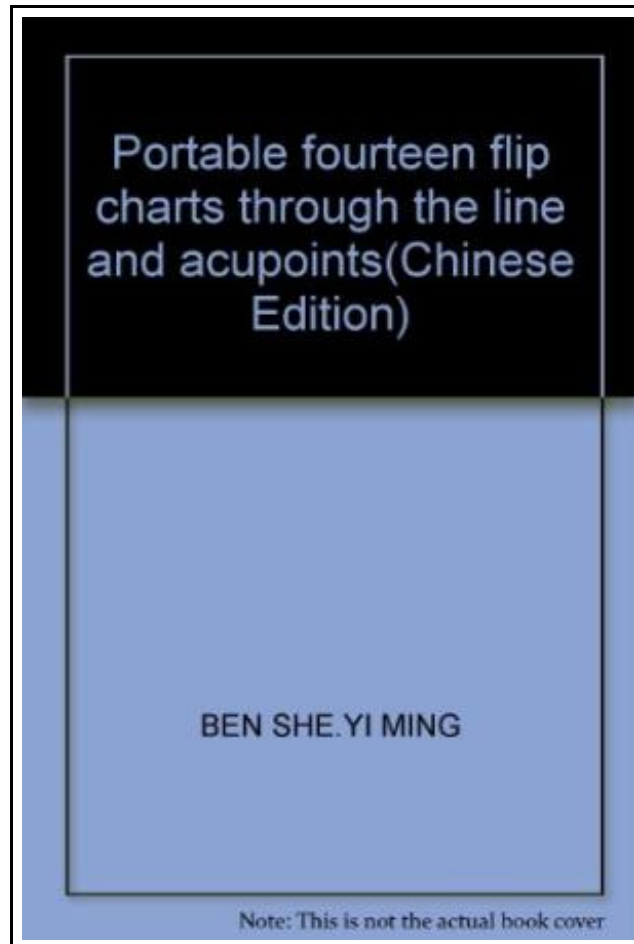 Portable fourteen flip
charts through the line
and acupoints(Chinese
Edition)
BEN SHE.YI MING
Note: This is not the actual book cover